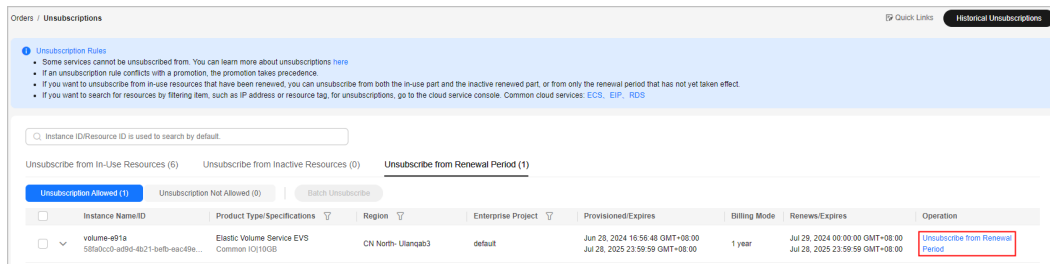 Orders / Unsubscriptions
Quick Links
Historical Unsubscriptions
Unsubscription Rules
• Some services cannot be unsubscribed from. You can learn more about unsubscriptions here
• If an unsubscription rule conflicts with a promotion, the promotion takes precedence.
• If you want to unsubscribe from in-use resources that have been renewed, you can unsubscribe from both the in-use part and the inactive renewed part, or from only the renewal period that has not yet taken effect.
• If you want to search for resources by filtering item, such as IP address or resource tag, for unsubscriptions, go to the cloud service console. Common cloud services: ECS、EIP、RDS
Instance ID/Resource ID is used to search by default.
Unsubscribe from In-Use Resources (6) Unsubscribe from Inactive Resources (0) Unsubscribe from Renewal Period (1)
Unsubscription Allowed (1) Unsubscription Not Allowed (0) Batch Unsubscribe
Instance Name/ID Product Type/Specifications Region Enterprise Project Provisioned/Expires Billing Mode Renews/Expires Operation
volume-e91a Elastic Volume Service EVS CN North- Ulanqab3 default Jun 28, 2024 16:56:48 GMT+08:00 1 year Jul 29, 2024 00:00:00 GMT+08:00 Unsubscribe from Renewal
58fa0cc0-ad9d-4b21-befb-eac49e... Common IO|10GB Jul 28, 2025 23:59:59 GMT+08:00 Jul 28, 2025 23:59:59 GMT+08:00 Period